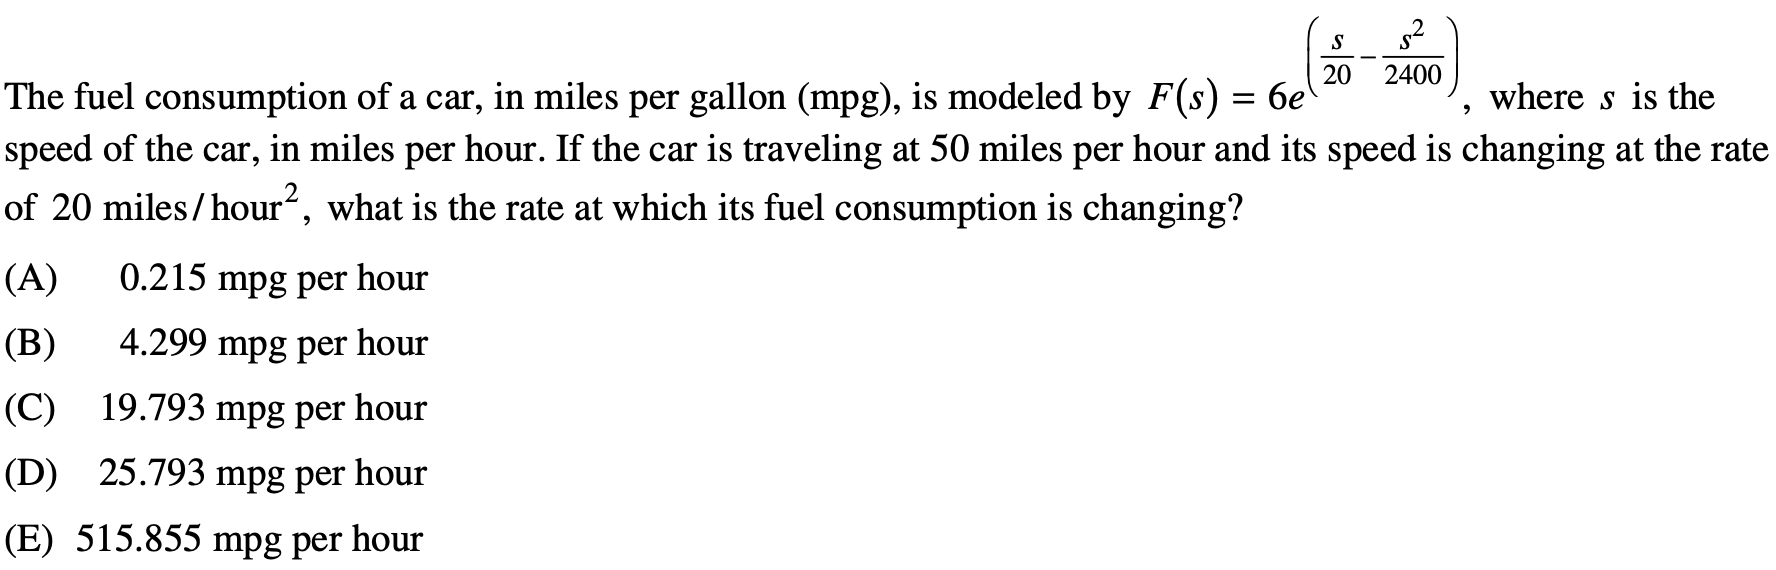 The fuel consumption of a car, in miles per gallon (mpg), is modeled by $F(s) = 6e^{\left(\frac{s}{20} - \frac{s^2}{2400}\right)}$, where s is the
speed of the car, in miles per hour. If the car is traveling at 50 miles per hour and its speed is changing at the rate
of 20 miles/hour², what is the rate at which its fuel consumption is changing?
(A) 0.215 mpg per hour
(B) 4.299 mpg per hour
(C) 19.793 mpg per hour
(D) 25.793 mpg per hour
(E) 515.855 mpg per hour